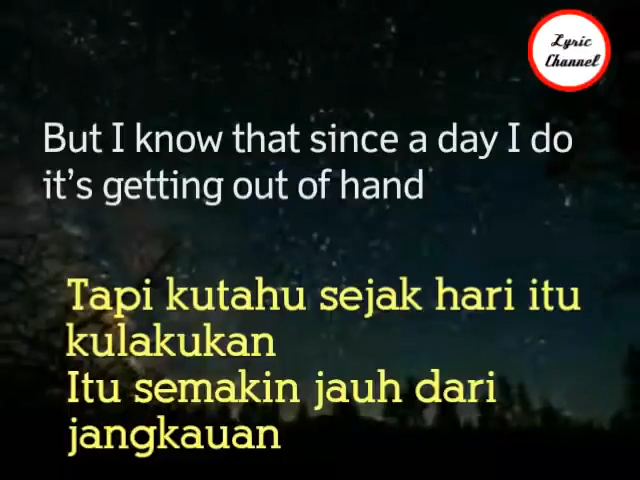 Lyric
Channel
But I know that since a day I do
it's getting out of hand
Tapi kutahu sejak hari itu
kulakukan
Itu semakin jauh dari
jangkauan